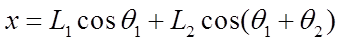 x = L₁ cos θ₁ + L₂ cos(θ₁ + θ₂)